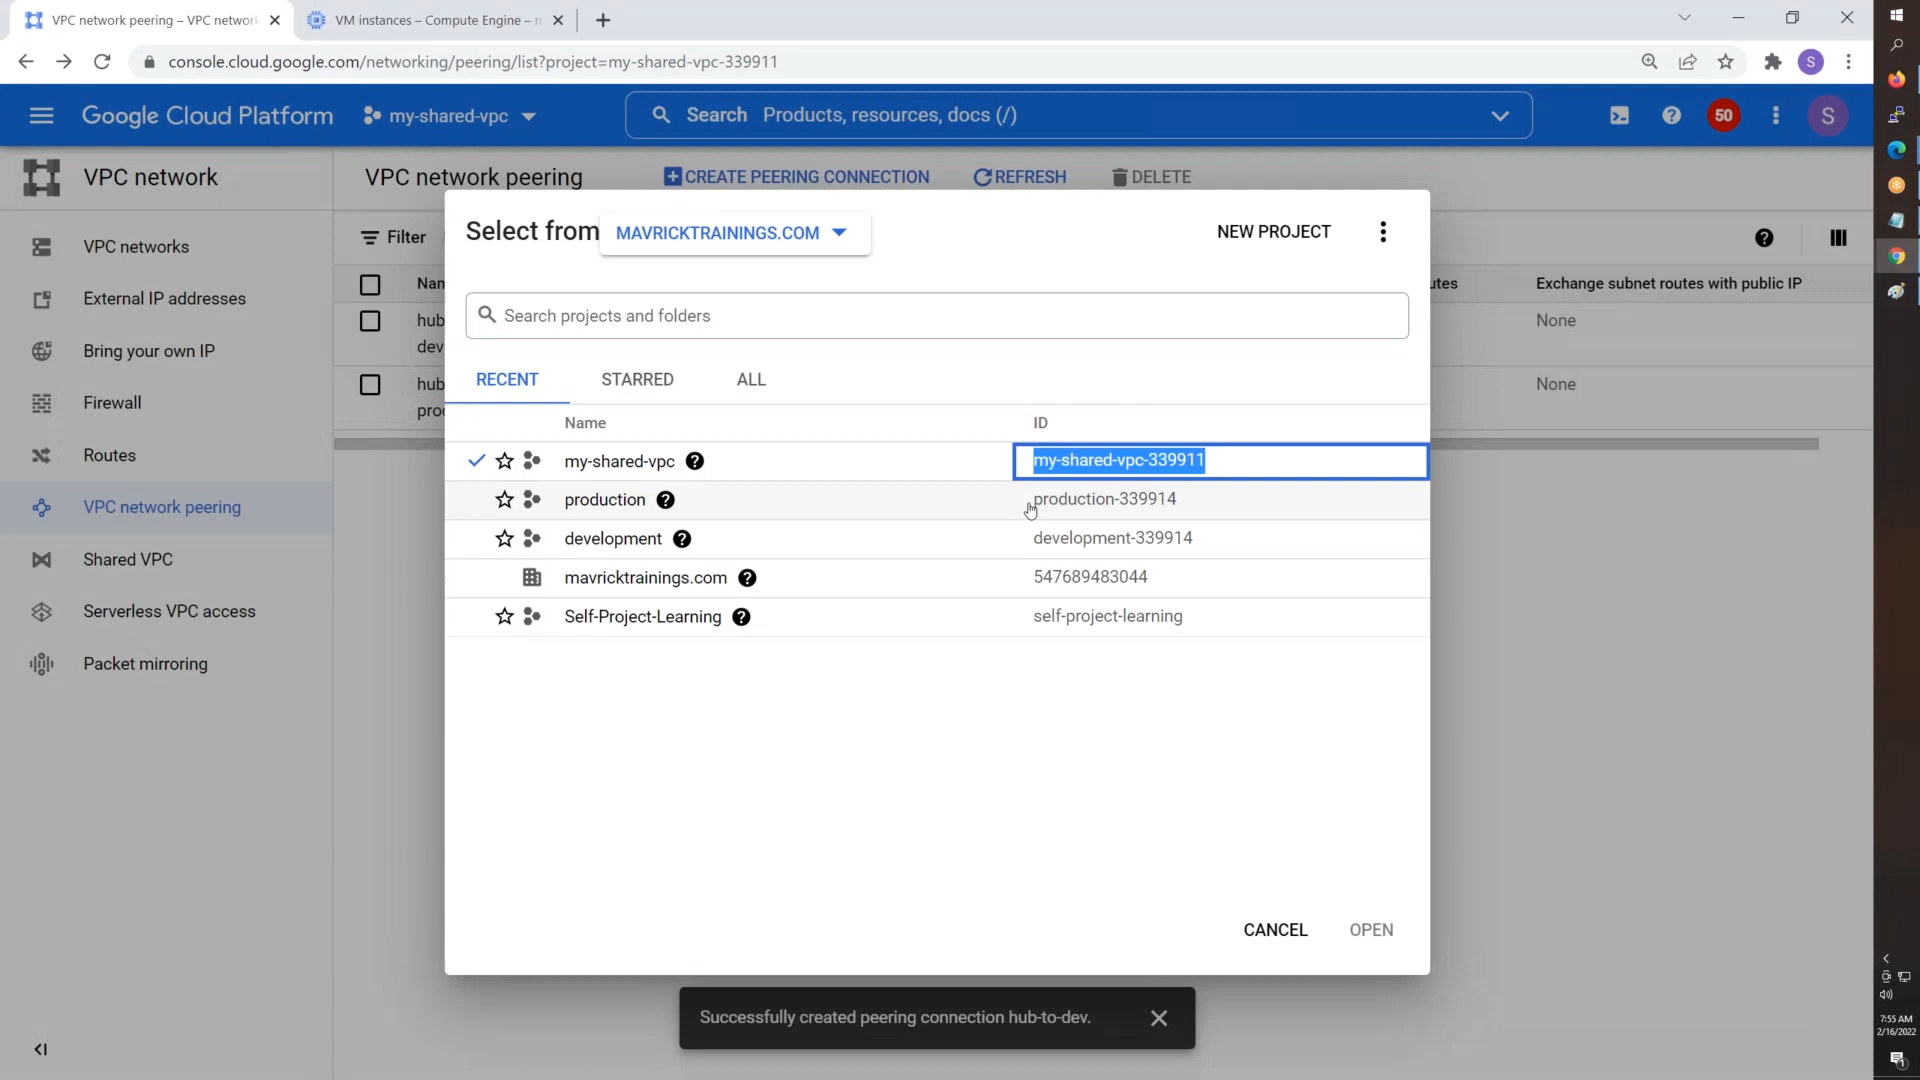 VPC network peering – VPC network
VM instances – Compute Engine –
console.cloud.google.com/networking/peering/list?project=my-shared-vpc-339911
S
Google Cloud Platform
my-shared-vpc
Search Products, resources, docs (/)
50
S
VPC network
VPC network peering
CREATE PEERING CONNECTION
REFRESH
DELETE
VPC networks
External IP addresses
Bring your own IP
Firewall
Routes
VPC network peering
Shared VPC
Serverless VPC access
Packet mirroring
Filter
Exchange subnet routes with public IP
hub
dev
None
hub
None
Select from
MAVRICKTRAININGS.COM
NEW PROJECT
Search projects and folders
RECENT
STARRED
ALL
Name
ID
my-shared-vpc
my-shared-vpc-339911
production
production-339914
development
development-339914
mavricktrainings.com
547689483044
Self-Project-Learning
self-project-learning
CANCEL
OPEN
Successfully created peering connection hub-to-dev.
7:55 AM
2/16/2022